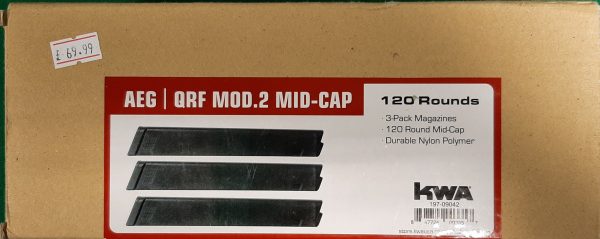 £ 69.99
AEG | QRF MOD.2 MID-CAP
120 Rounds
· 3-Pack Magazines
· 120 Round Mid-Cap
· Durable Nylon Polymer
KWA
197-09042